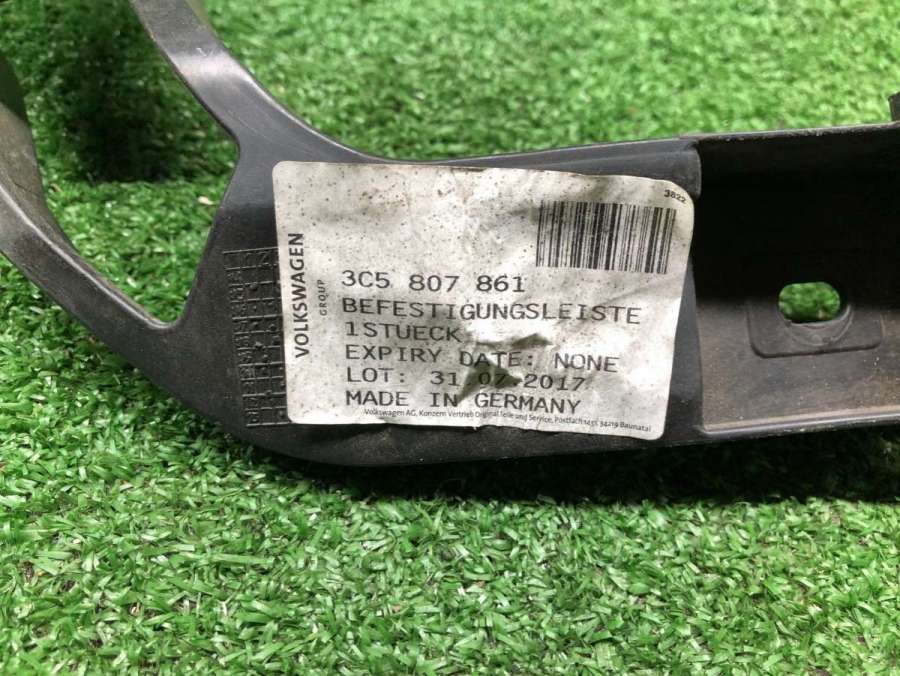 3822
VOLKSWAGEN
GROUP
3C5 807 861
BEFESTIGUNGSLEISTE
1STUECK
EXPIRY DATE: NONE
LOT: 31.07.2017
MADE IN GERMANY
Volkswagen AG, Konzern Vertrieb Original Teile und Service, Postfach 1451, 34219 Baunatal